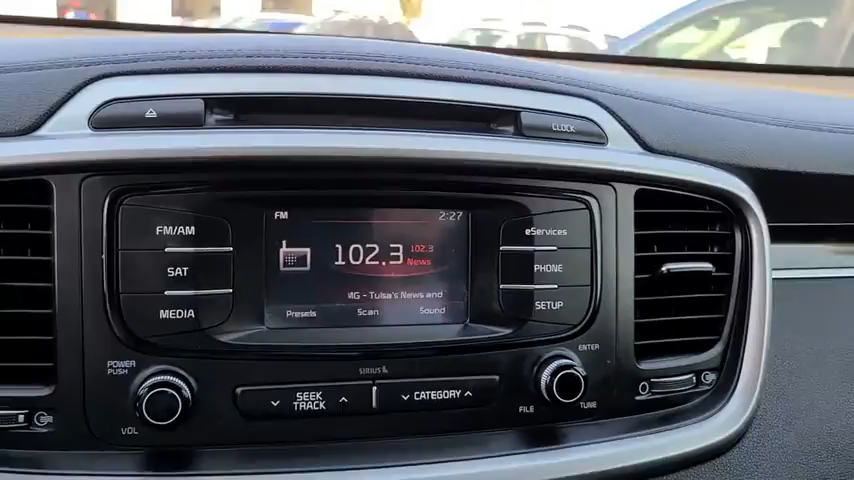 CLOCK
FM/AM
SAT
MEDIA
FM
2:27
102.3
102.3
News
MG - Tulsa's News and
Presets
Scan
Sound
eServices
PHONE
SETUP
POWER
PUSH
VOL
SIRIUS
SEEK
TRACK
CATEGORY
ENTER
FILE
TUNE